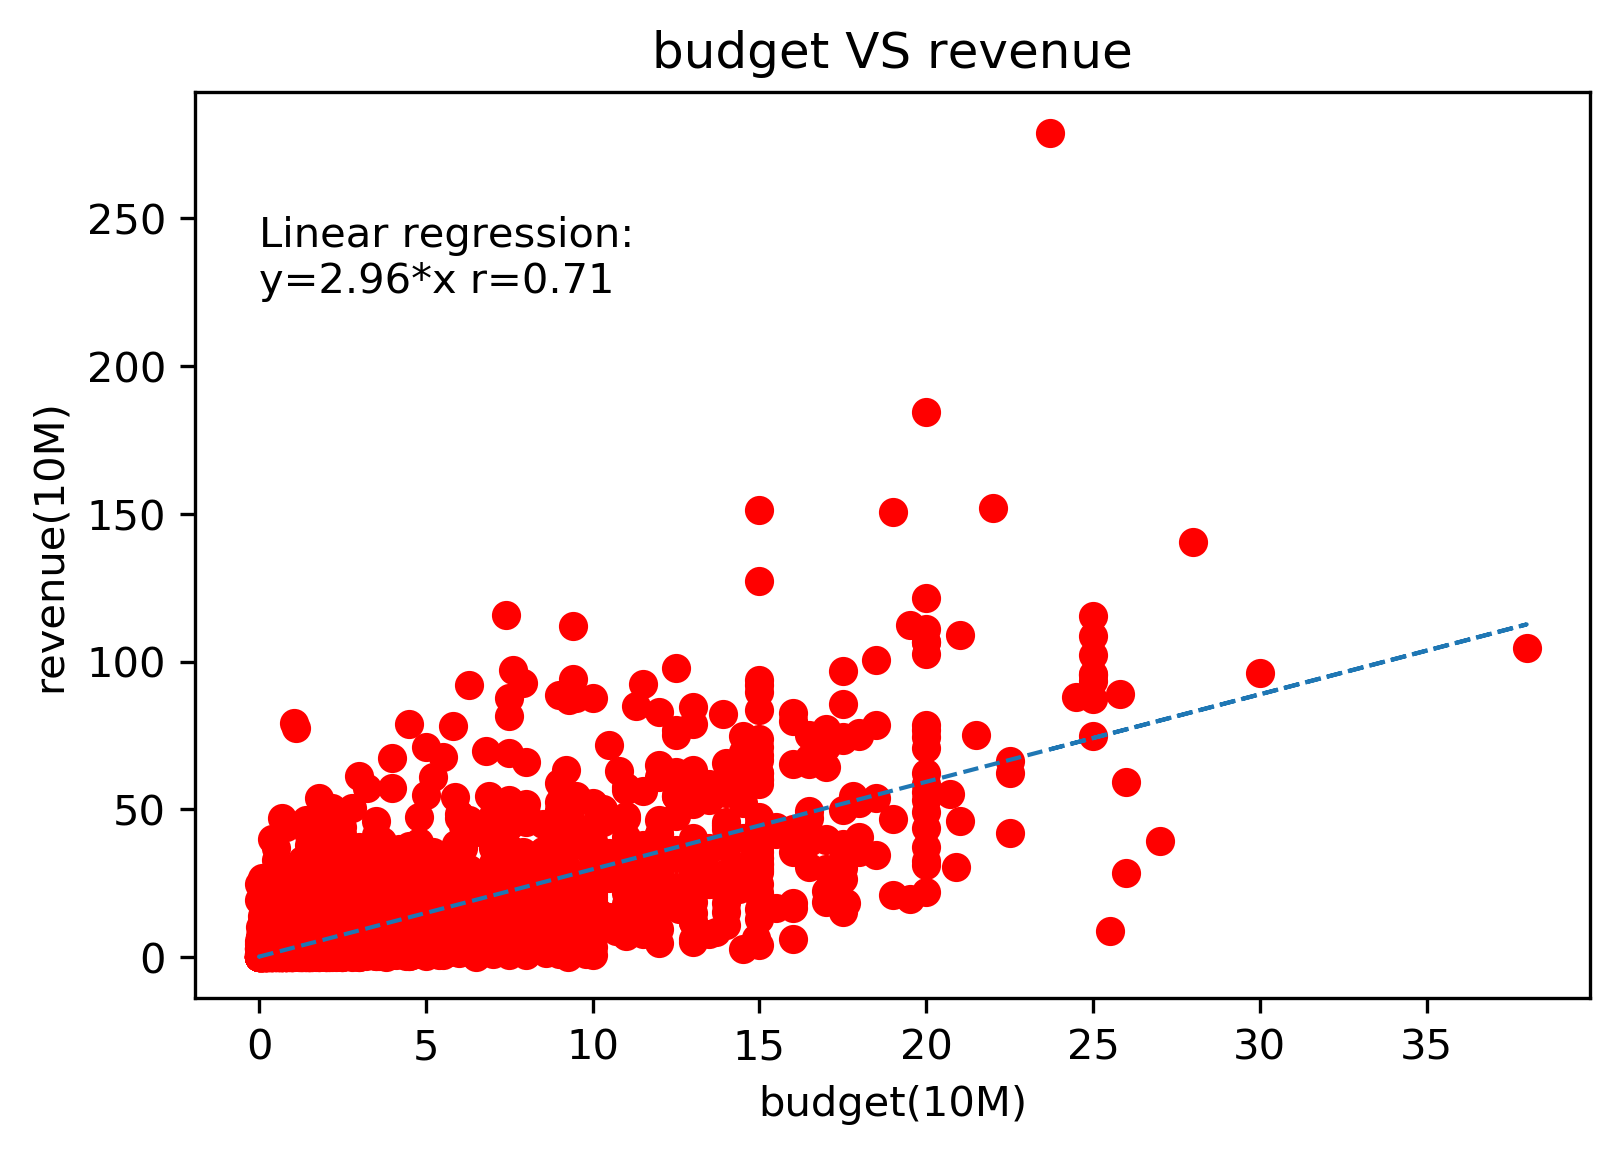 budget VS revenue
Linear regression:
y=2.96*x r=0.71
revenue(10M)
250
200
150
100
50
0
0 5 10 15 20 25 30 35
budget(10M)